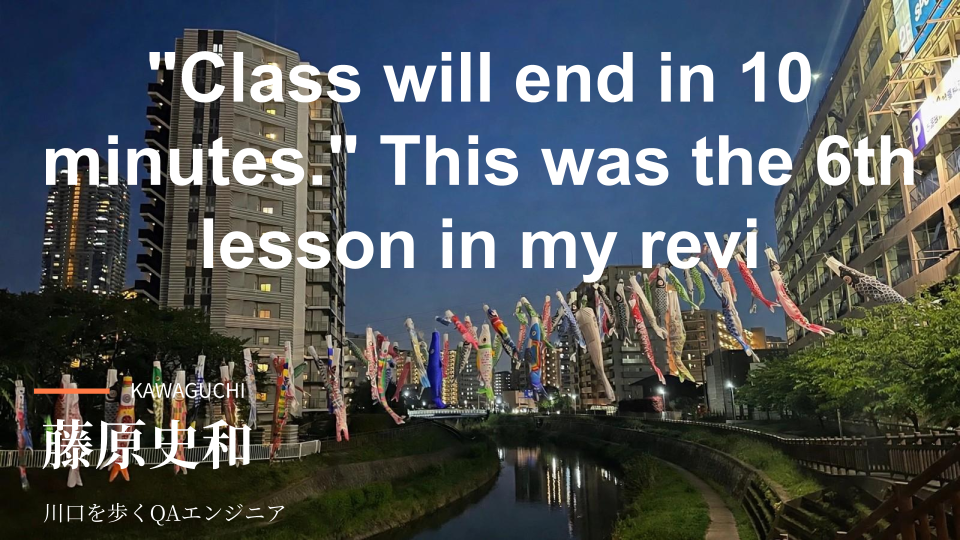 "Class will end in 10
minutes." This was the 6th
lesson in my revi
KAWAGUCHI
藤原史和
川口を歩くQAエンジニア
P